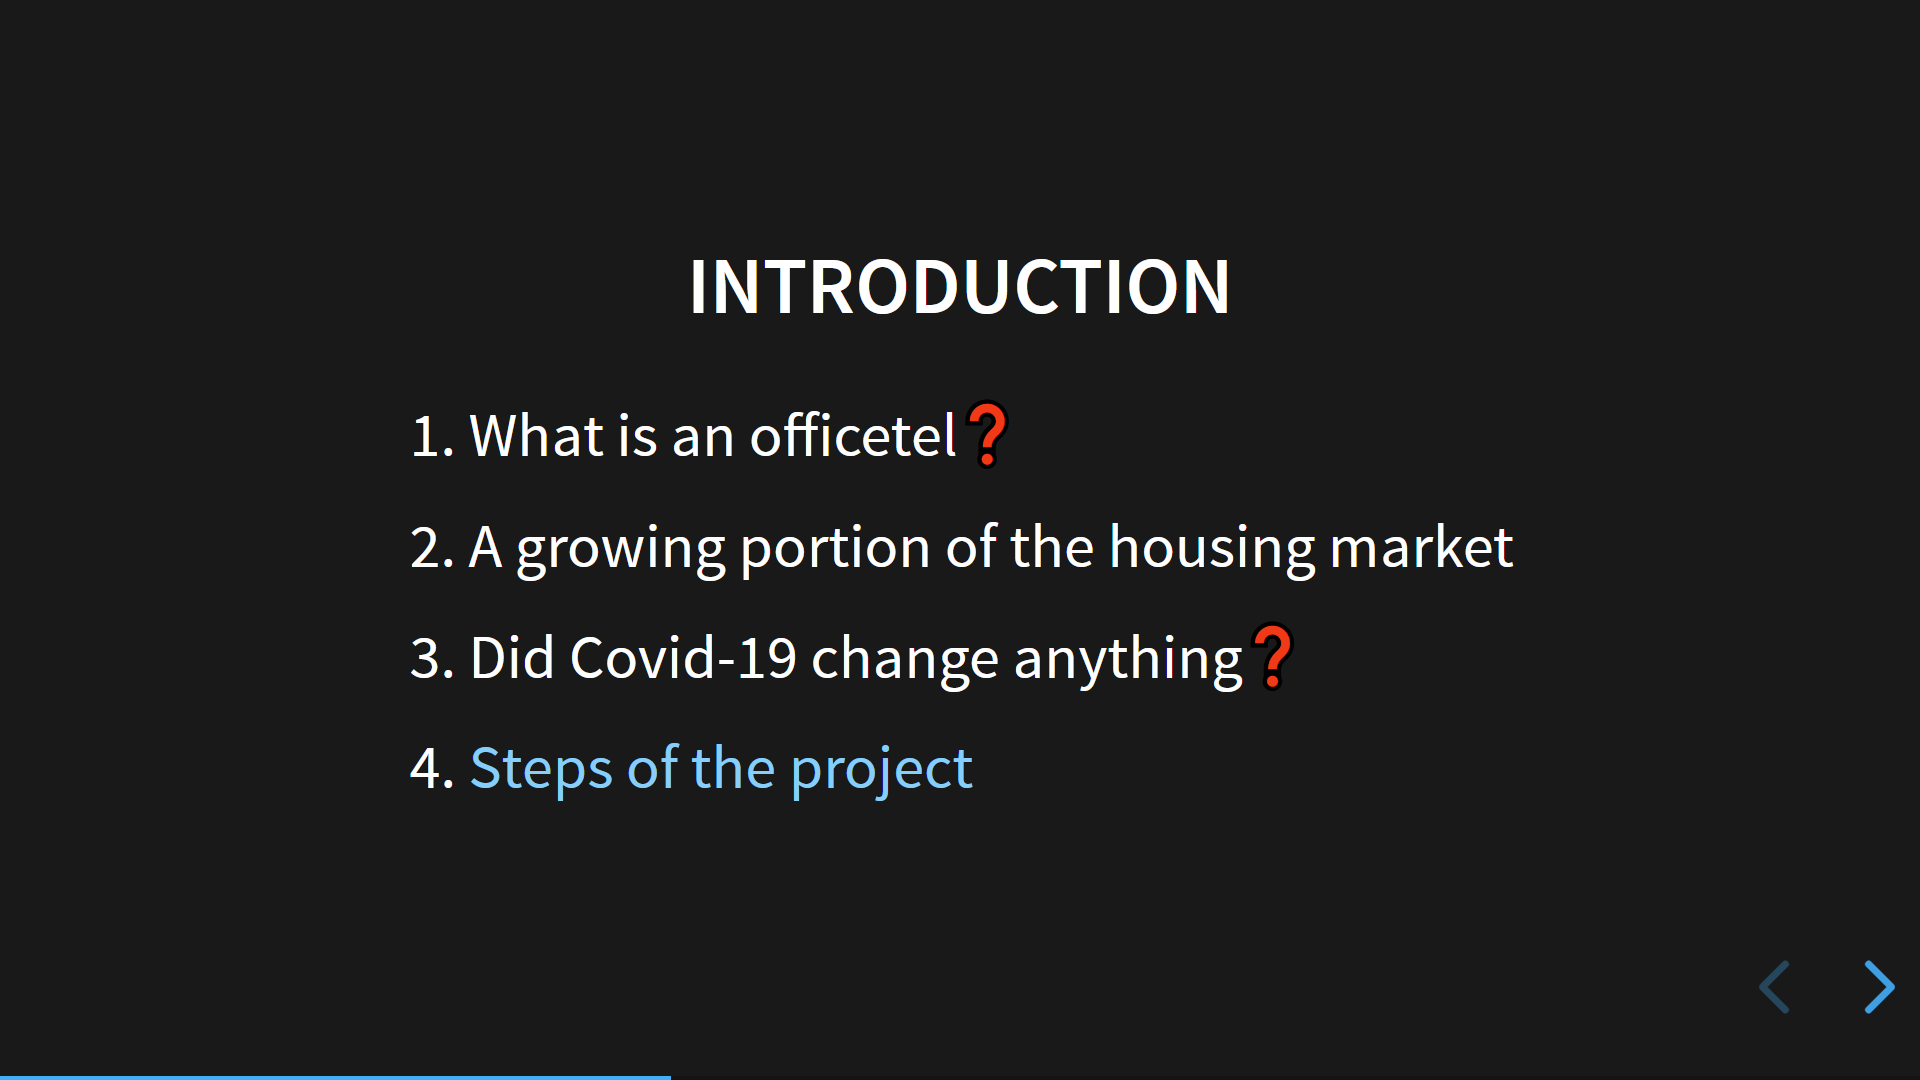 INTRODUCTION
1. What is an officetel❓
2. A growing portion of the housing market
3. Did Covid-19 change anything❓
4. Steps of the project